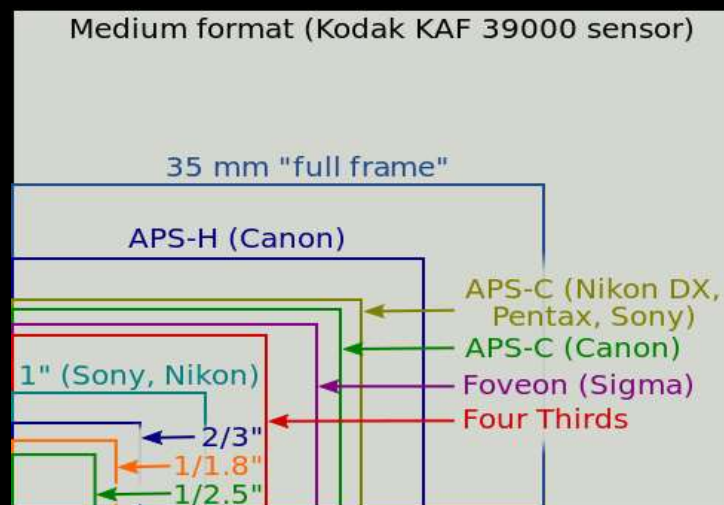 Medium format (Kodak KAF 39000 sensor)
35 mm "full frame"
APS-H (Canon)
APS-C (Nikon DX,
Pentax, Sony)
APS-C (Canon)
1" (Sony, Nikon)
Foveon (Sigma)
Four Thirds
2/3"
1/1.8"
1/2.5"